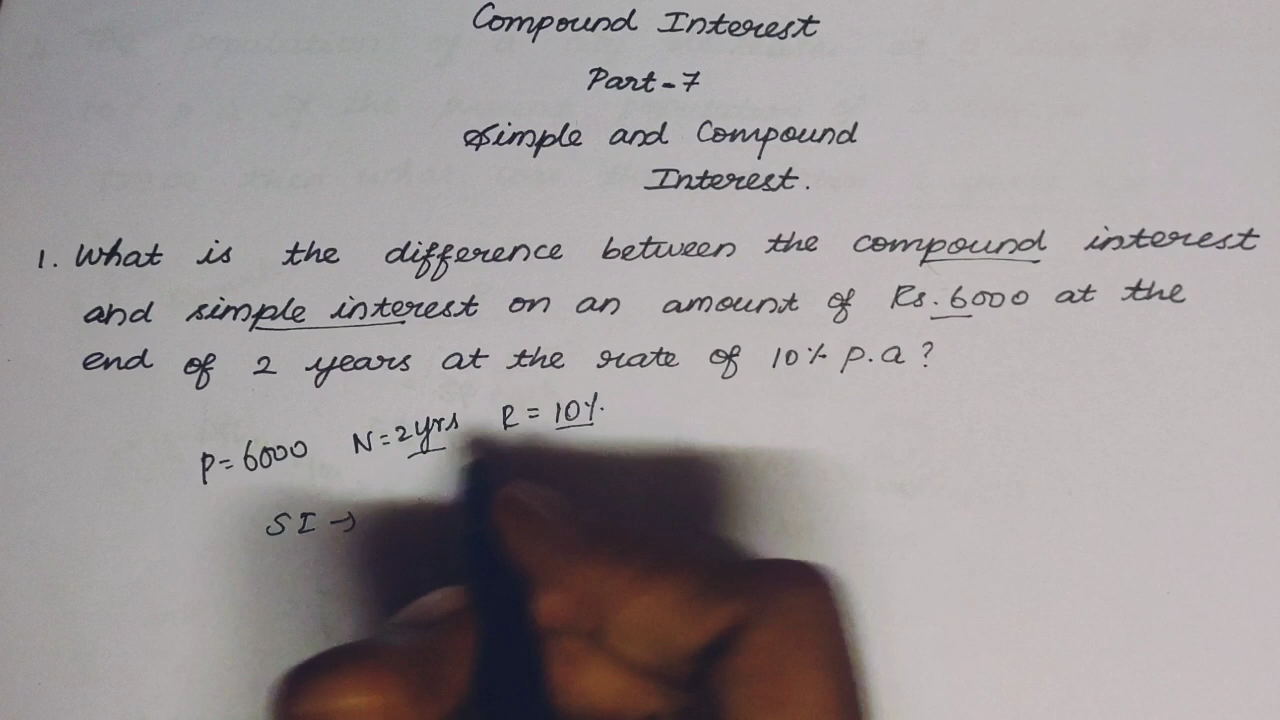 Compound Interest
Part-7
Simple and Compound
Interest.
1. What is the difference between the compound interest
and simple interest on an amount of Rs. 6000 at the
end of 2 years at the rate of 10% p.a?
P=6000 N=2yrs R=10%.
SI →